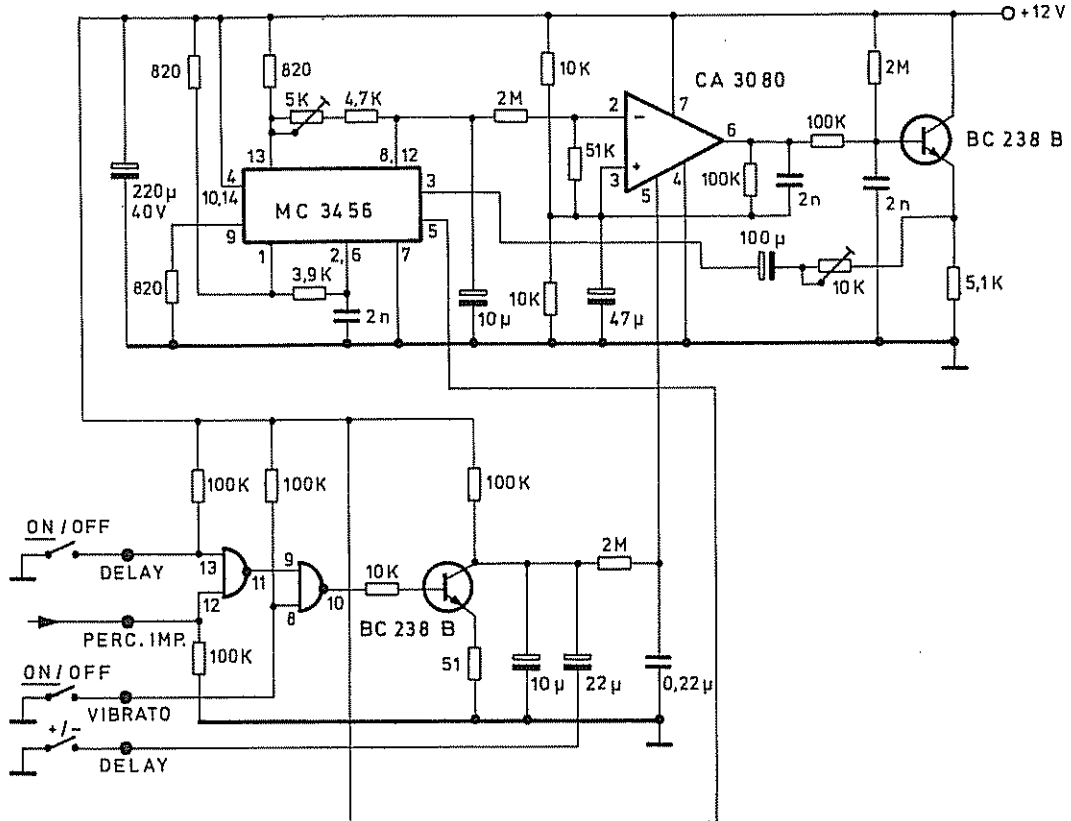 +12V
820
820
5K
4,7K
2M
10K
CA 3080
2M
7
2
6
100K
BC 238 B
13
8, 12
51K
3
5
4
100K
2n
2n
220µ
40V
4
10,14
9
MC 3456
3
5
1
2, 6
7
820
3,9K
2n
10µ
10K
47µ
100µ
10K
5,1K
100K
100K
100K
ON / OFF
DELAY
13
12
11
9
8
10
10K
BC 238 B
2M
PERC. IMP.
100K
51
10µ
22µ
0,22µ
ON/OFF
VIBRATO
+/-
DELAY